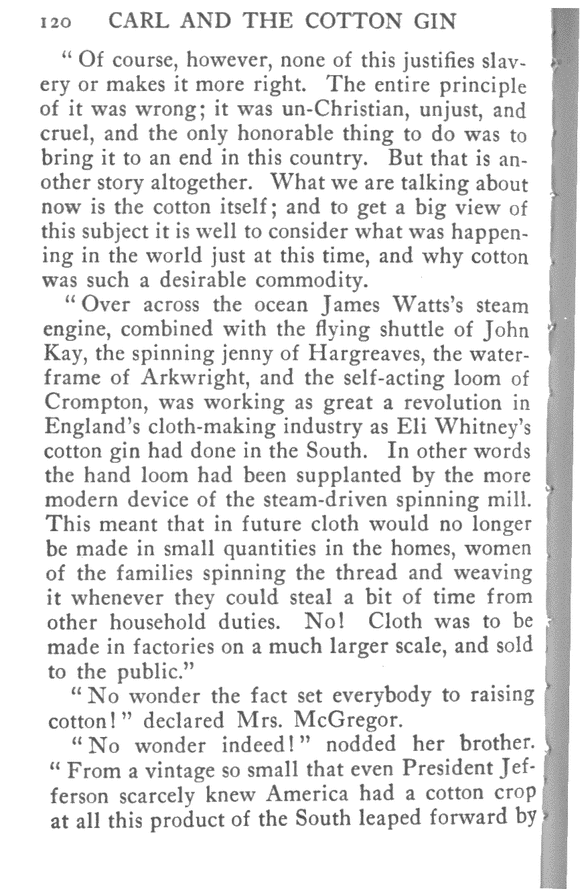 120 CARL AND THE COTTON GIN
“ Of course, however, none of this justifies slav-
ery or makes it more right. The entire principle
of it was wrong; it was un-Christian, unjust, and
cruel, and the only honorable thing to do was to
bring it to an end in this country. But that is an-
other story altogether. What we are talking about
now is the cotton itself; and to get a big view of
this subject it is well to consider what was happen-
ing in the world just at this time, and why cotton
was such a desirable commodity.
“ Over across the ocean James Watts’s steam
engine, combined with the flying shuttle of John
Kay, the spinning jenny of Hargreaves, the water-
frame of Arkwright, and the self-acting loom of
Crompton, was working as great a revolution in
England’s cloth-making industry as Eli Whitney’s
cotton gin had done in the South. In other words
the hand loom had been supplanted by the more
modern device of the steam-driven spinning mill.
This meant that in future cloth would no longer
be made in small quantities in the homes, women
of the families spinning the thread and weaving
it whenever they could steal a bit of time from
other household duties. No! Cloth was to be
made in factories on a much larger scale, and sold
to the public.”
“ No wonder the fact set everybody to raising
cotton! ” declared Mrs. McGregor.
“ No wonder indeed! ” nodded her brother.
“ From a vintage so small that even President Jef-
ferson scarcely knew America had a cotton crop
at all this product of the South leaped forward by